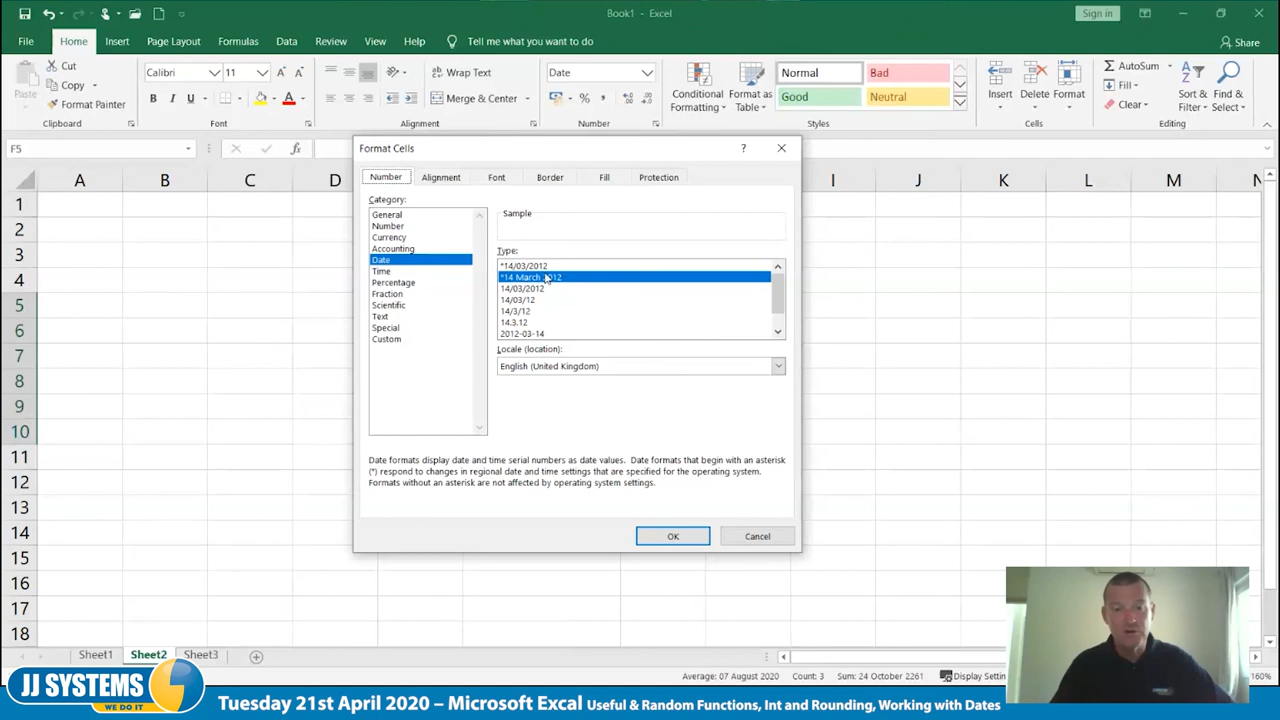 Book1 - Excel
Sign in
File Home Insert Page Layout Formulas Data Review View Help Tell me what you want to do
Share
Paste
Cut
Copy
Format Painter
Clipboard
Calibri 11
B I U
Font
Wrap Text
Merge & Center
Alignment
Date
%
Number
Conditional Formatting
Format as Table
Normal Bad
Good Neutral
Styles
Insert Delete Format
Cells
AutoSum
Fill
Clear
Sort & Filter
Find & Select
Editing
F5
fx
A B C D I J K L M N
1
2
3
4
5
6
7
8
9
10
11
12
13
14
15
16
17
18
Format Cells
?
Number Alignment Font Border Fill Protection
Category:
General
Number
Currency
Accounting
Date
Time
Percentage
Fraction
Scientific
Text
Special
Custom
Sample
Type:
*14/03/2012
*14 March 2012
14/03/2012
14/03/12
14/3/12
14.3.12
2012-03-14
Locale (location):
English (United Kingdom)
Date formats display date and time serial numbers as date values. Date formats that begin with an asterisk
(*) respond to changes in regional date and time settings that are specified for the operating system.
Formats without an asterisk are not affected by operating system settings.
OK Cancel
Sheet1 Sheet2 Sheet3
Average: 07 August 2020 Count: 3 Sum: 24 October 2261 Display Settin
160%
JJ SYSTEMS
WE DO IT
Tuesday 21st April 2020 – Microsoft Excal Useful & Random Functions, Int and Rounding, Working with Dates